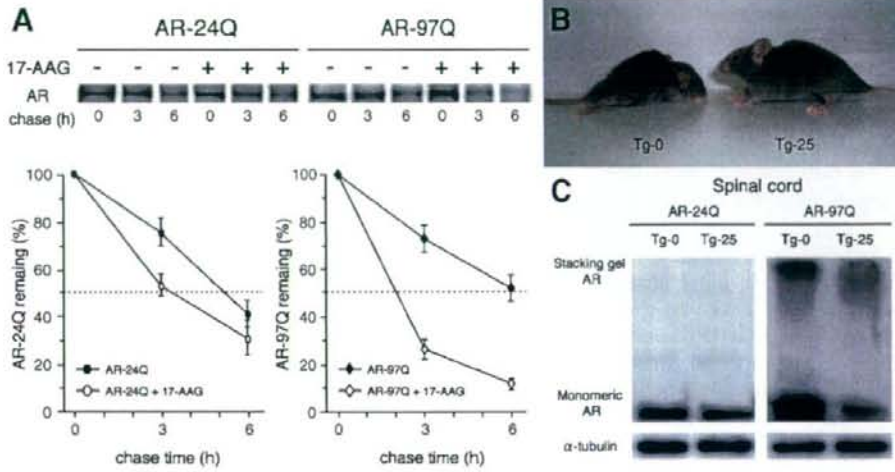 A
AR-24Q
AR-97Q
17-AAG - - - + + + - - - + + +
AR
chase (h) 0 3 6 0 3 6 0 3 6 0 3 6
100
80
60
40
20
0
AR-24Q remaing (%)
AR-24Q
AR-24Q + 17-AAG
0 3 6
chase time (h)
100
80
60
40
20
0
AR-97Q remaing (%)
AR-97Q
AR-97Q + 17-AAG
0 3 6
chase time (h)
B
Tg-0
Tg-25
C
Spinal cord
AR-24Q AR-97Q
Tg-0 Tg-25 Tg-0 Tg-25
Stacking gel
AR
Monomeric
AR
α-tubulin